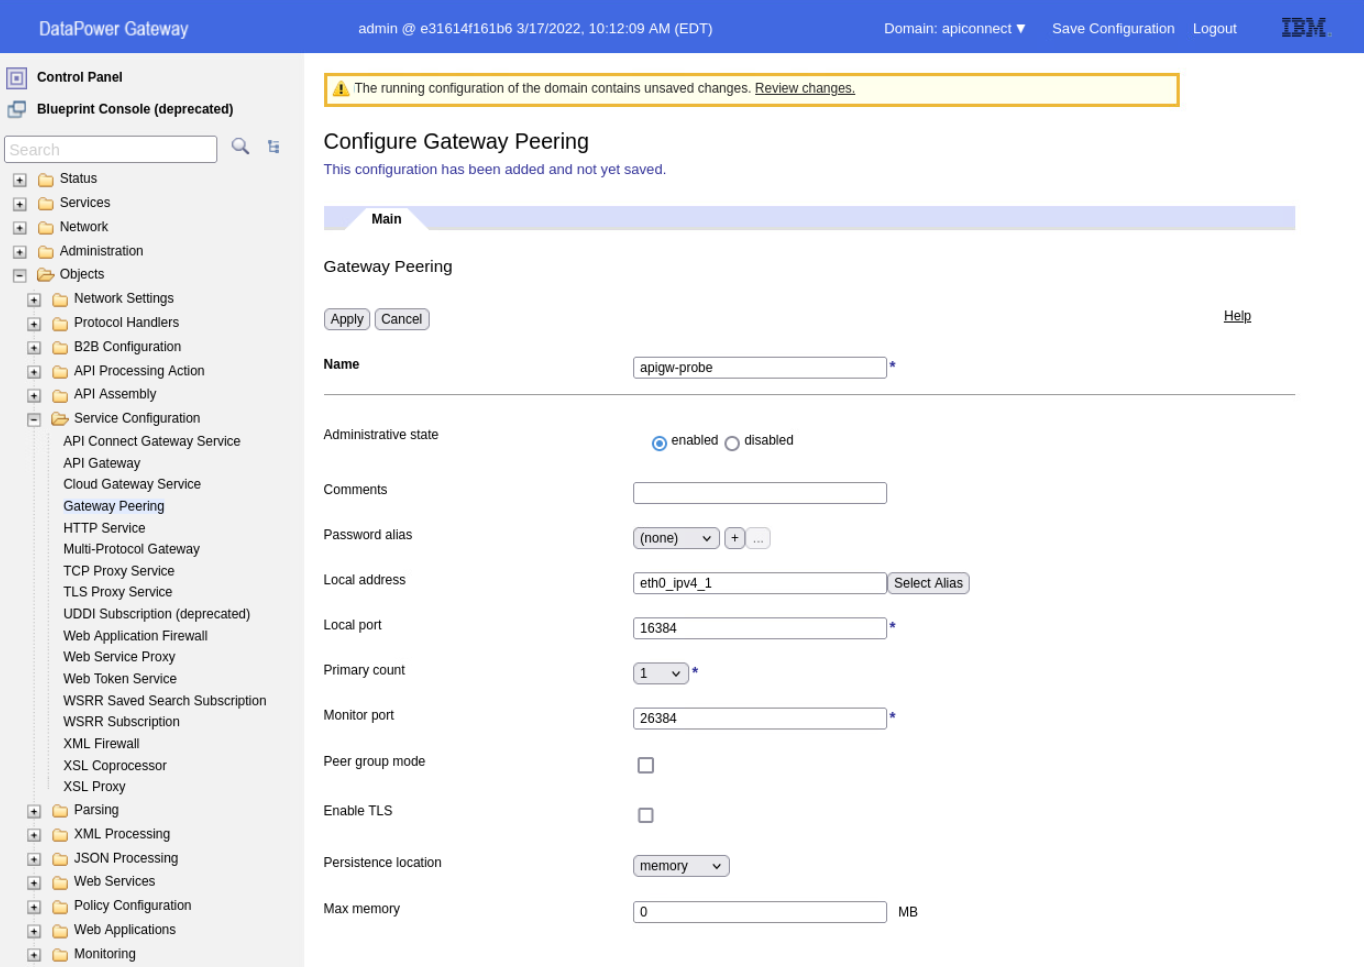 DataPower Gateway
admin @ e31614f161b6 3/17/2022, 10:12:09 AM (EDT)
Domain: apiconnect ▼
Save Configuration
Logout
IBM
Control Panel
Blueprint Console (deprecated)
Search
Status
Services
Network
Administration
Objects
Network Settings
Protocol Handlers
B2B Configuration
API Processing Action
API Assembly
Service Configuration
API Connect Gateway Service
API Gateway
Cloud Gateway Service
Gateway Peering
HTTP Service
Multi-Protocol Gateway
TCP Proxy Service
TLS Proxy Service
UDDI Subscription (deprecated)
Web Application Firewall
Web Service Proxy
Web Token Service
WSRR Saved Search Subscription
WSRR Subscription
XML Firewall
XSL Coprocessor
XSL Proxy
Parsing
XML Processing
JSON Processing
Web Services
Policy Configuration
Web Applications
Monitoring
The running configuration of the domain contains unsaved changes. Review changes.
Configure Gateway Peering
This configuration has been added and not yet saved.
Main
Gateway Peering
Apply Cancel
Help
Name apigw-probe *
Administrative state enabled disabled
Comments
Password alias (none) + ...
Local address eth0_ipv4_1 Select Alias
Local port 16384 *
Primary count 1 *
Monitor port 26384 *
Peer group mode
Enable TLS
Persistence location memory
Max memory 0 MB